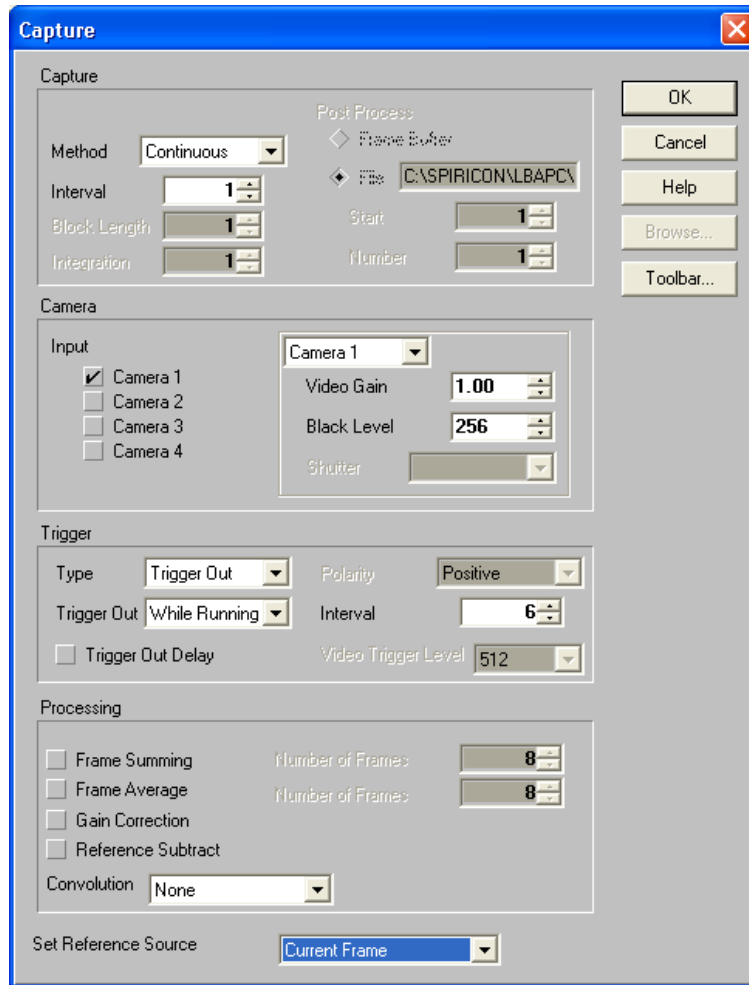 Capture
Capture
OK
Post Process
Frame Buffer
Cancel
Method Continuous
File C:\SPIRICON\LBAPC\
Interval 1
Help
Block Length 1
Start 1
Browse...
Integration 1
Number 1
Toolbar...
Camera
Input
Camera 1
Camera 1
Video Gain 1.00
Camera 2
Camera 3
Black Level 256
Camera 4
Shutter
Trigger
Type Trigger Out
Polarity Positive
Trigger Out While Running
Interval 6
Trigger Out Delay
Video Trigger Level 512
Processing
Frame Summing
Number of Frames 8
Frame Average
Number of Frames 8
Gain Correction
Reference Subtract
Convolution None
Set Reference Source Current Frame